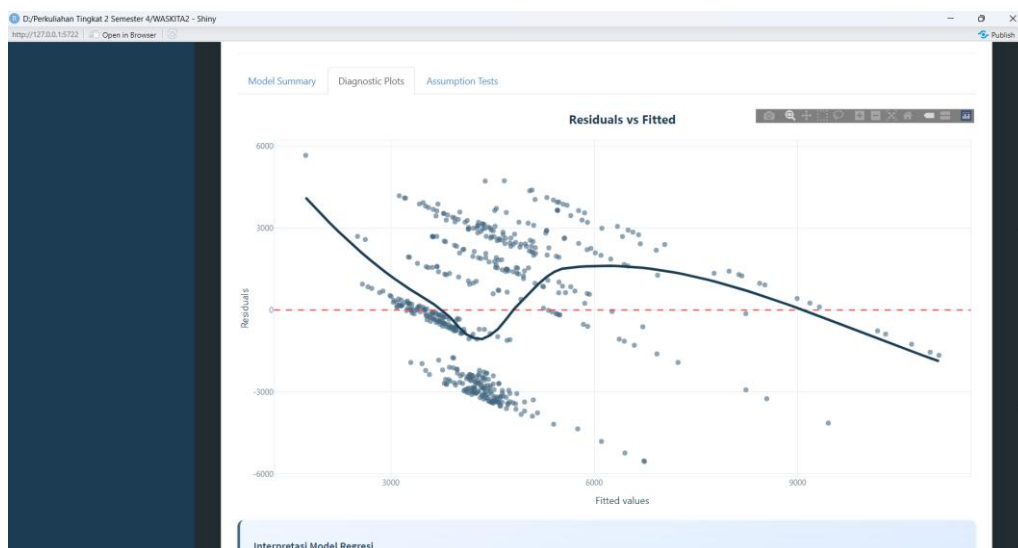 D:/Perkuliahan Tingkat 2 Semester 4/WASKITA2 - Shiny
http://127.0.0.1:5722 Open in Browser Publish
Model Summary Diagnostic Plots Assumption Tests
Residuals vs Fitted
6000
3000
Residuals
0
-3000
-6000
3000 6000 9000
Fitted values
Interpretasi Model Regresi